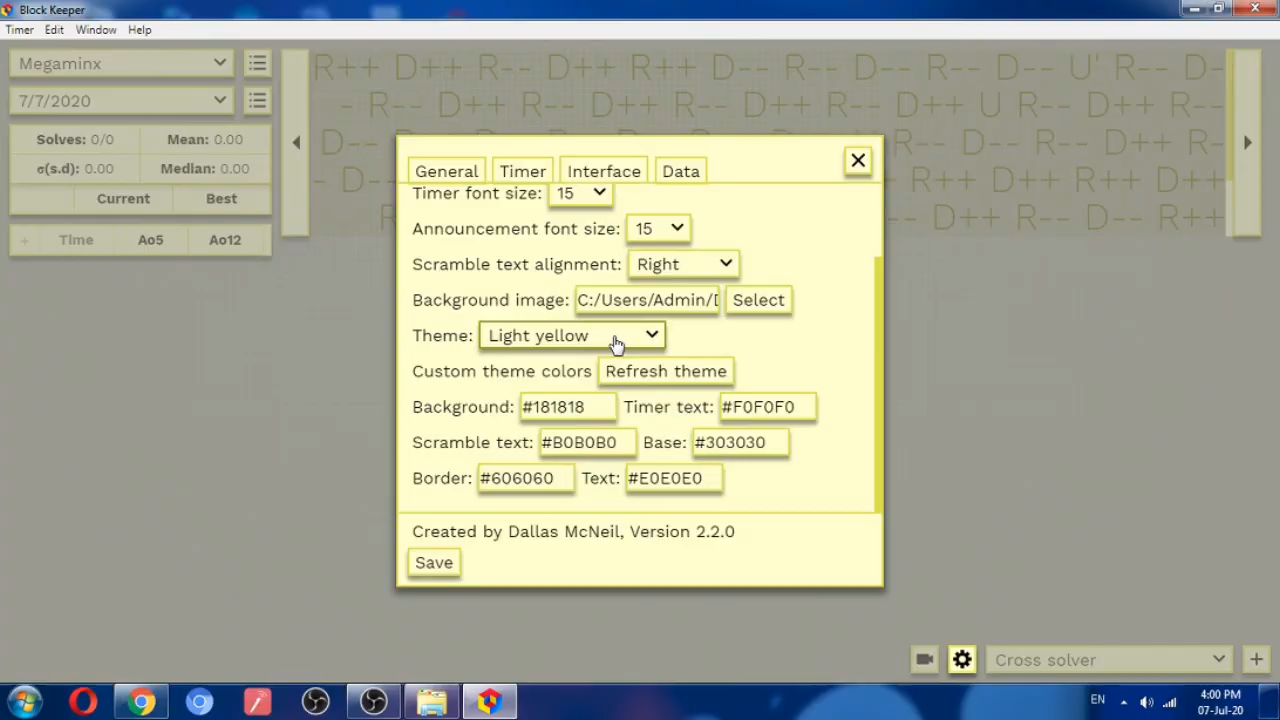 Block Keeper
Timer Edit Window Help
Megaminx
7/7/2020
Solves: 0/0 Mean: 0.00
σ(s.d): 0.00 Median: 0.00
Current Best
+ Time Ao5 Ao12
R++ D++ R-- D++ R-- D-- R-- D-- R-- D-- U' R-- D-
- R-- D++ R-- D++ R-- D++ R-- D++ U R-- D--
D--
General Timer Interface Data
Timer font size: 15
Announcement font size: 15
Scramble text alignment: Right
Background image: C:/Users/Admin/D Select
Theme: Light yellow
Custom theme colors Refresh theme
Background: #181818 Timer text: #F0F0F0
Scramble text: #B0B0B0 Base: #303030
Border: #606060 Text: #E0E0E0
Created by Dallas McNeil, Version 2.2.0
Save
Cross solver +
EN
4:00 PM
07-Jul-20